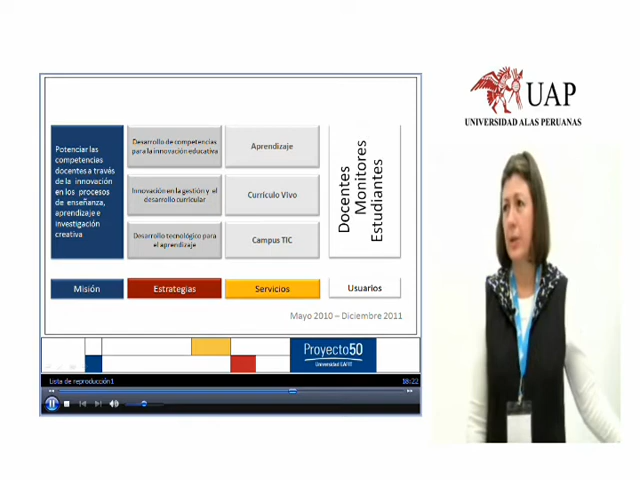 UAP
UNIVERSIDAD ALAS PERUANAS
Potenciar las
competencias
docentes a través
de la innovación
en los procesos
de enseñanza,
aprendizaje e
investigación
creativa
Desarrollo de competencias
para la innovación educativa
Aprendizaje
Innovación en la gestión y el
desarrollo curricular
Currículo Vivo
Desarrollo tecnológico para
el aprendizaje
Campus TIC
Docentes
Monitores
Estudiantes
Misión
Estrategias
Servicios
Usuarios
Mayo 2010 – Diciembre 2011
Proyecto50
Universidad EAFIT
Lista de reproducción1
18:22